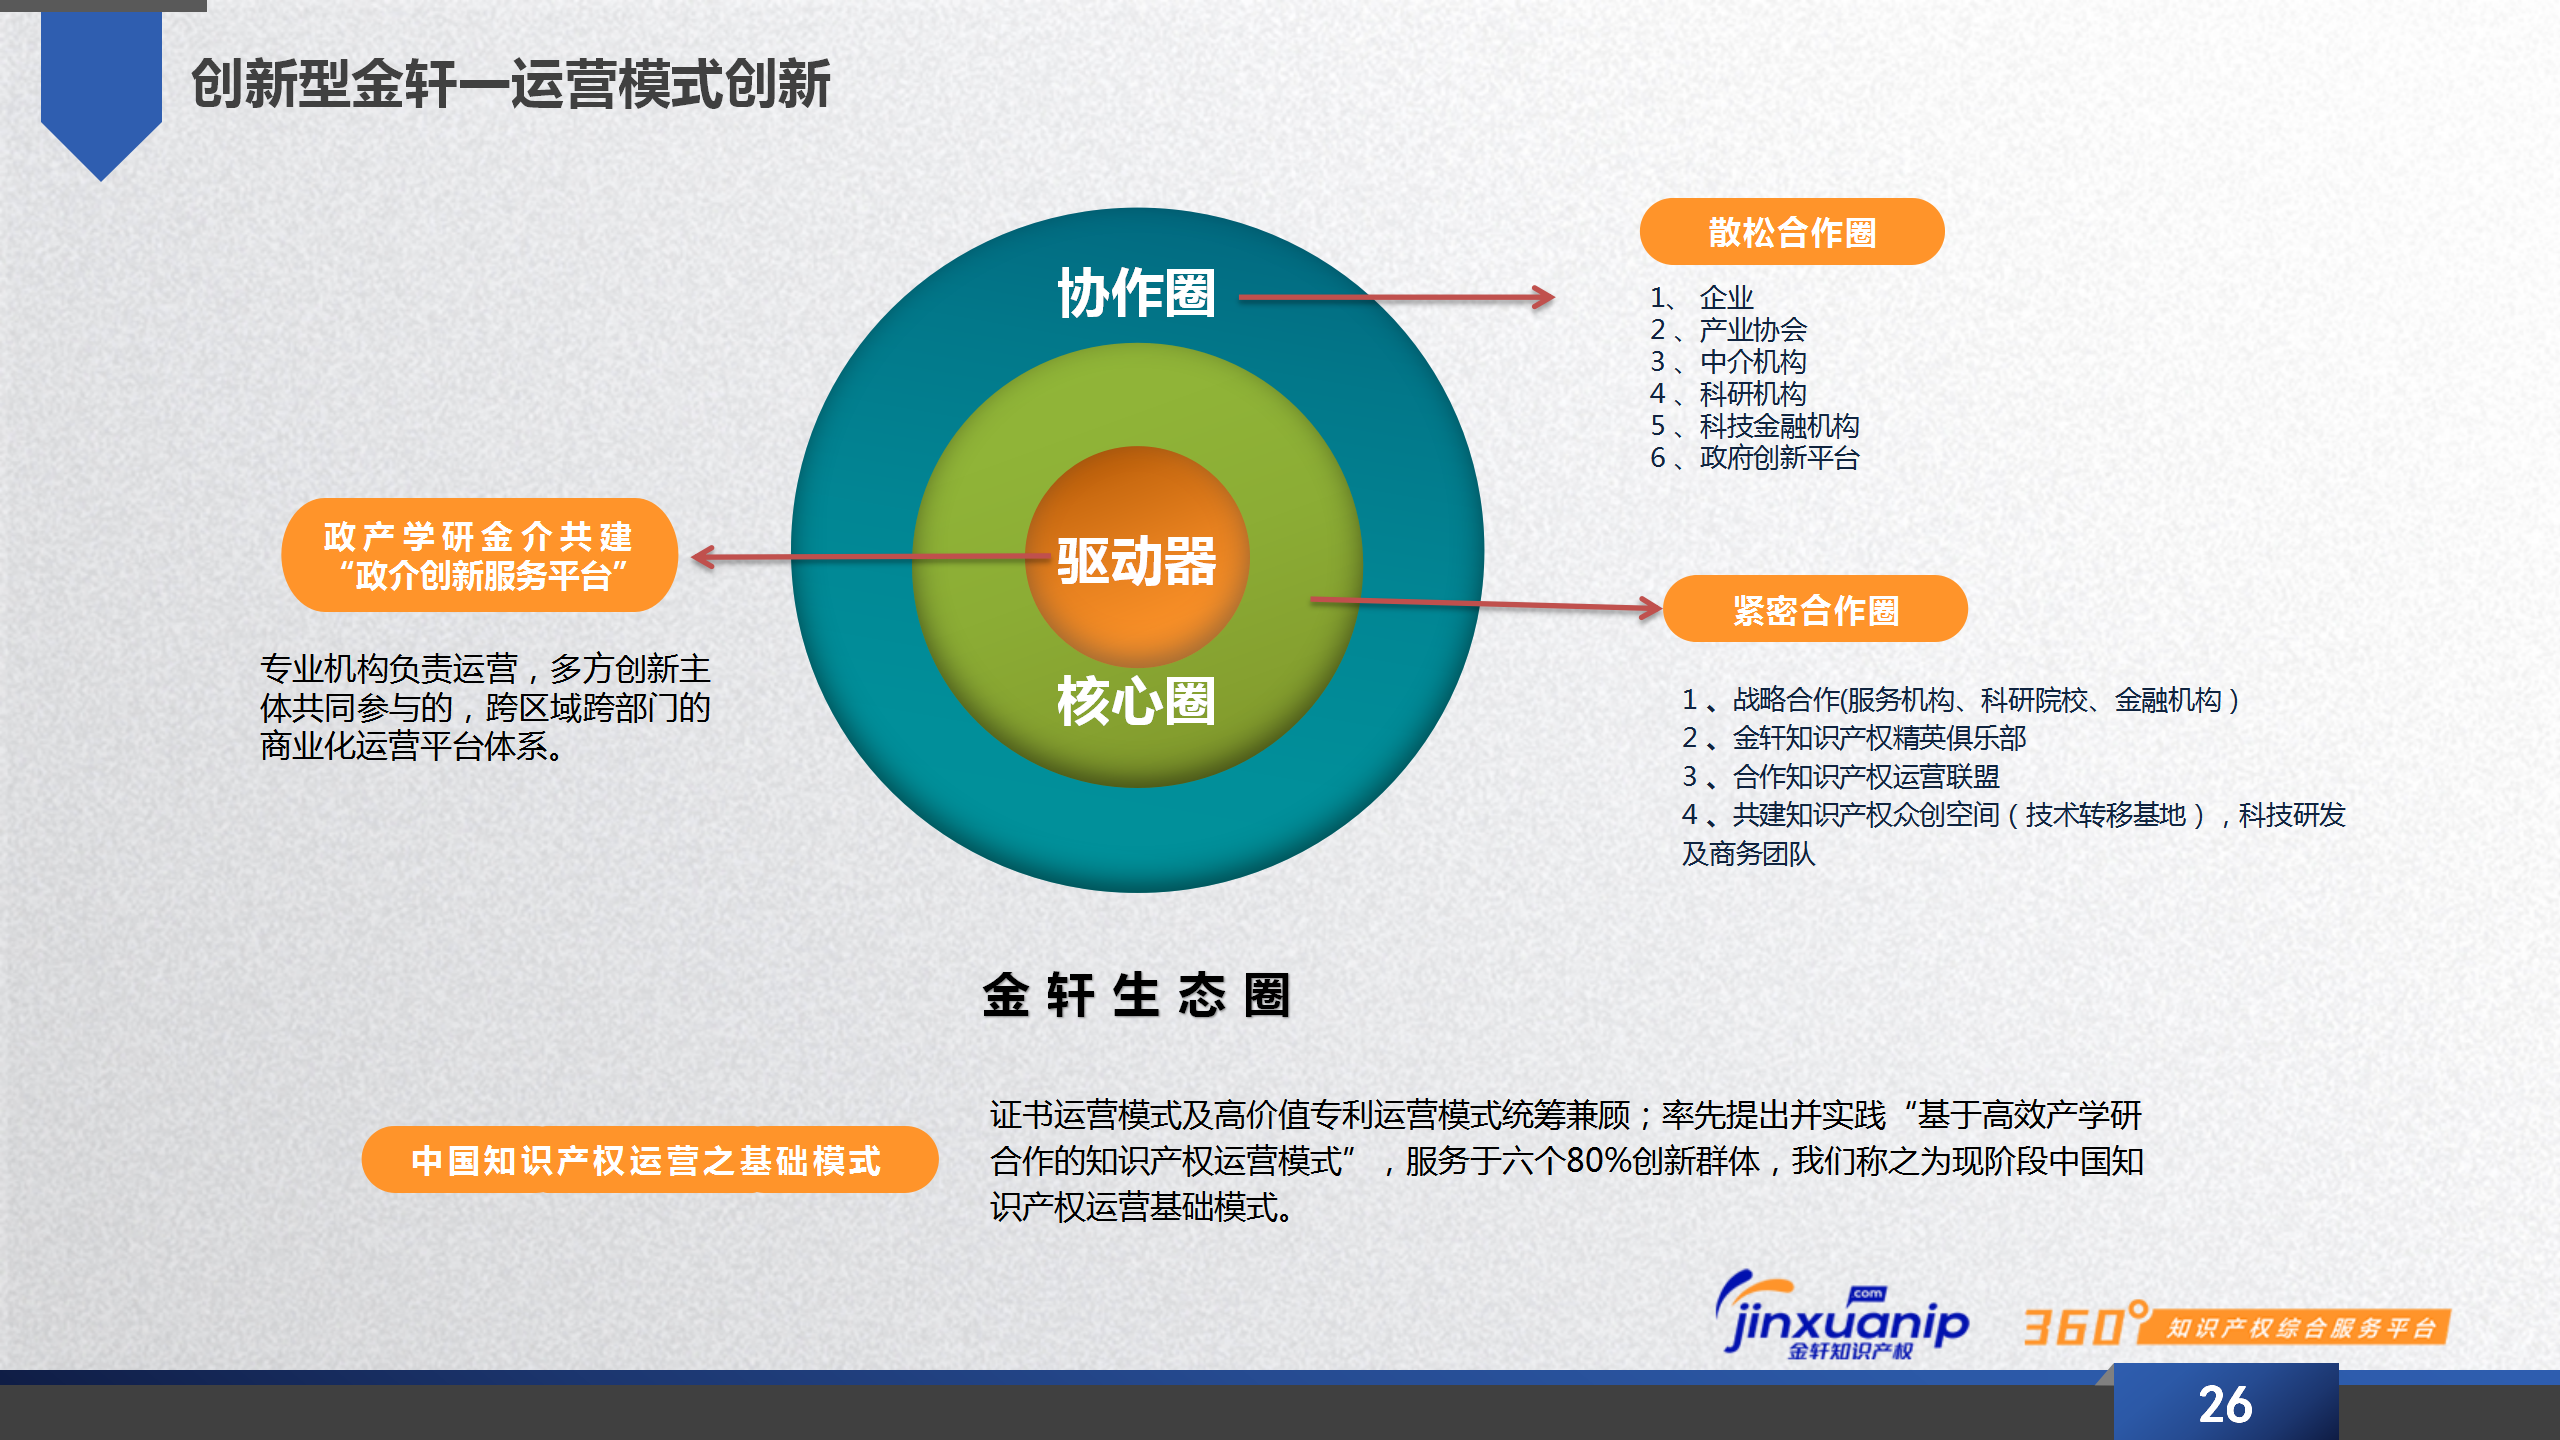 创新型金轩—运营模式创新
协作圈
散松合作圈
1、 企业
2 、产业协会
3 、中介机构
4 、科研机构
5 、科技金融机构
6 、政府创新平台
政产学研金介共建
“政介创新服务平台”
专业机构负责运营，多方创新主
体共同参与的，跨区域跨部门的
商业化运营平台体系。
驱动器
核心圈
紧密合作圈
1 、战略合作(服务机构、科研院校、金融机构）
2 、金轩知识产权精英俱乐部
3 、合作知识产权运营联盟
4 、共建知识产权众创空间（技术转移基地），科技研发
及商务团队
金轩生态圈
中国知识产权运营之基础模式
证书运营模式及高价值专利运营模式统筹兼顾；率先提出并实践“基于高效产学研
合作的知识产权运营模式”，服务于六个80%创新群体，我们称之为现阶段中国知
识产权运营基础模式。
com
jinxuanip
金轩知识产权
360° 知识产权综合服务平台
26